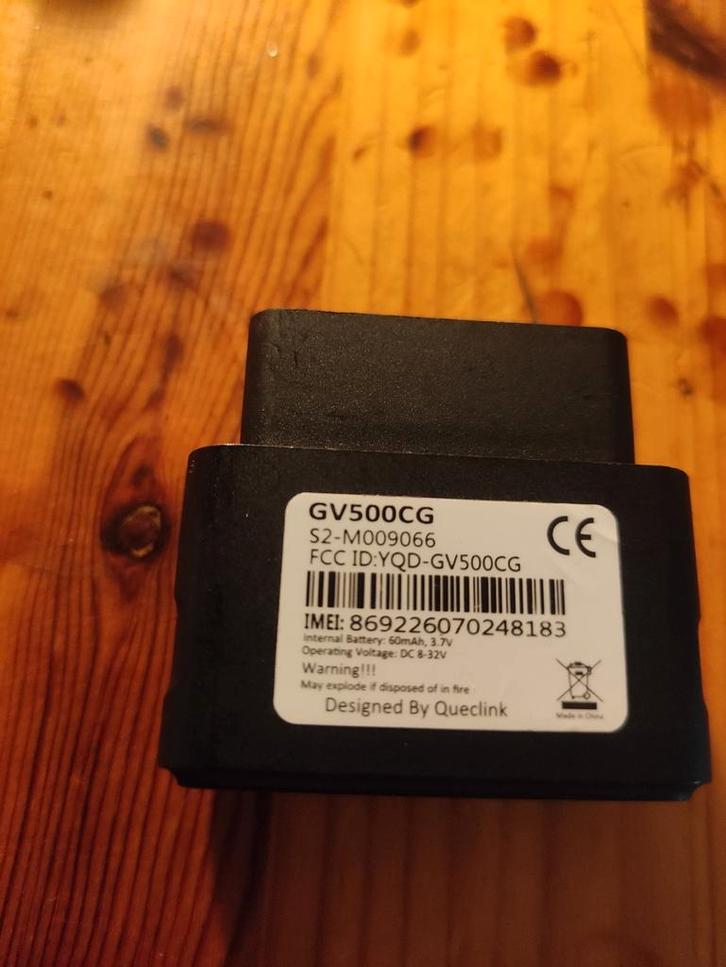 GV500CG
CE
S2-M009066
FCC ID:YQD-GV500CG
IMEI: 869226070248183
Internal Battery: 60mAh, 3.7V
Operating Voltage: DC 8-32V
Warning!!!
May explode if disposed of in fire
Designed By Queclink
Made in China